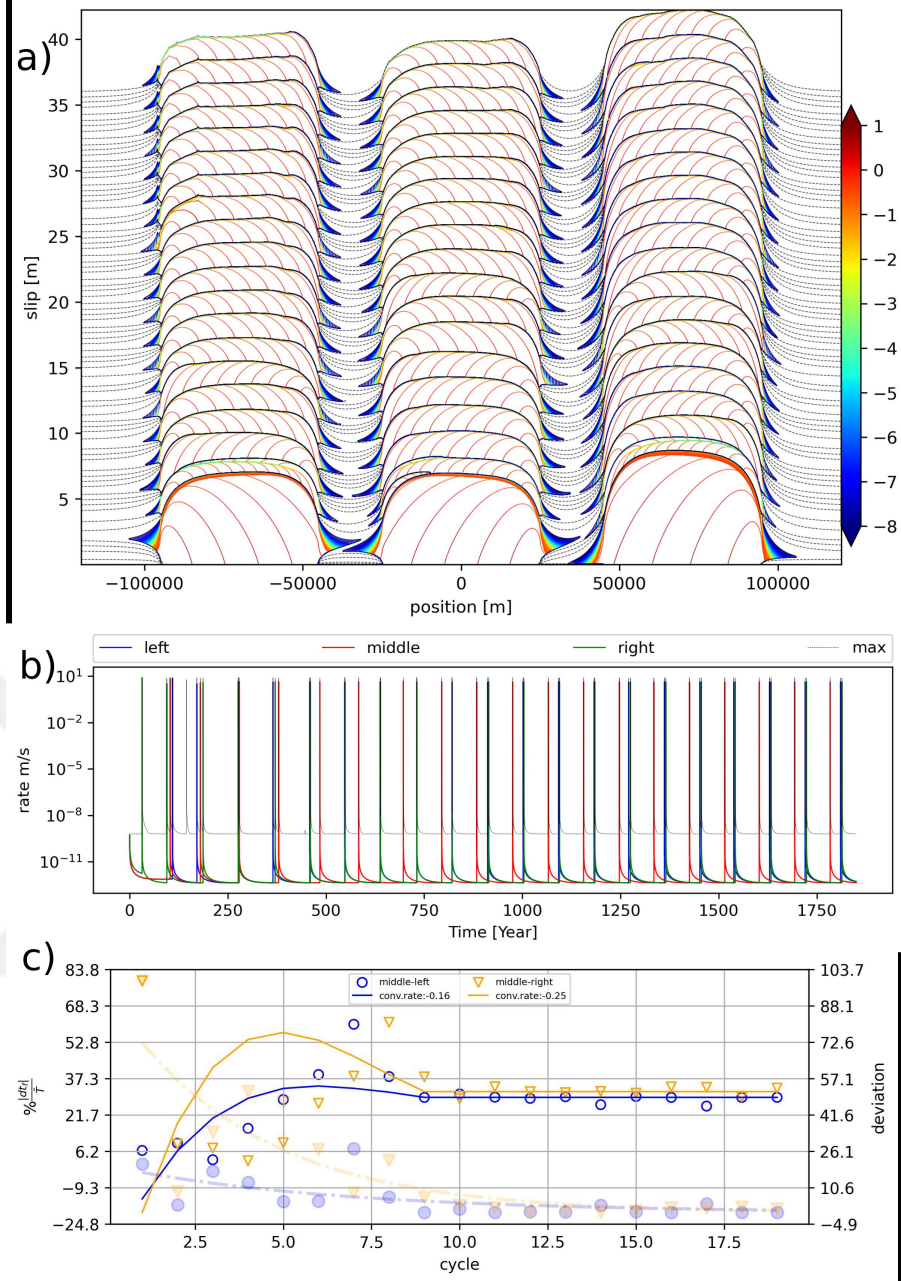 a)
slip [m]
40
35
30
25
20
15
10
5
−100000 −50000 0 50000 100000
position [m]
1
0
−1
−2
−3
−4
−5
−6
−7
−8
b)
left middle right max
rate m/s
10¹
10⁻²
10⁻⁵
10⁻⁸
10⁻¹¹
0 250 500 750 1000 1250 1500 1750
Time [Year]
c)
middle-left middle-right
conv.rate:-0.16 conv.rate:-0.25
83.8 103.7
68.3 88.1
52.8 72.6
37.3 57.1
21.7 41.6
6.2 26.1
−9.3 10.6
−24.8 −4.9
deviation
2.5 5.0 7.5 10.0 12.5 15.0 17.5
cycle